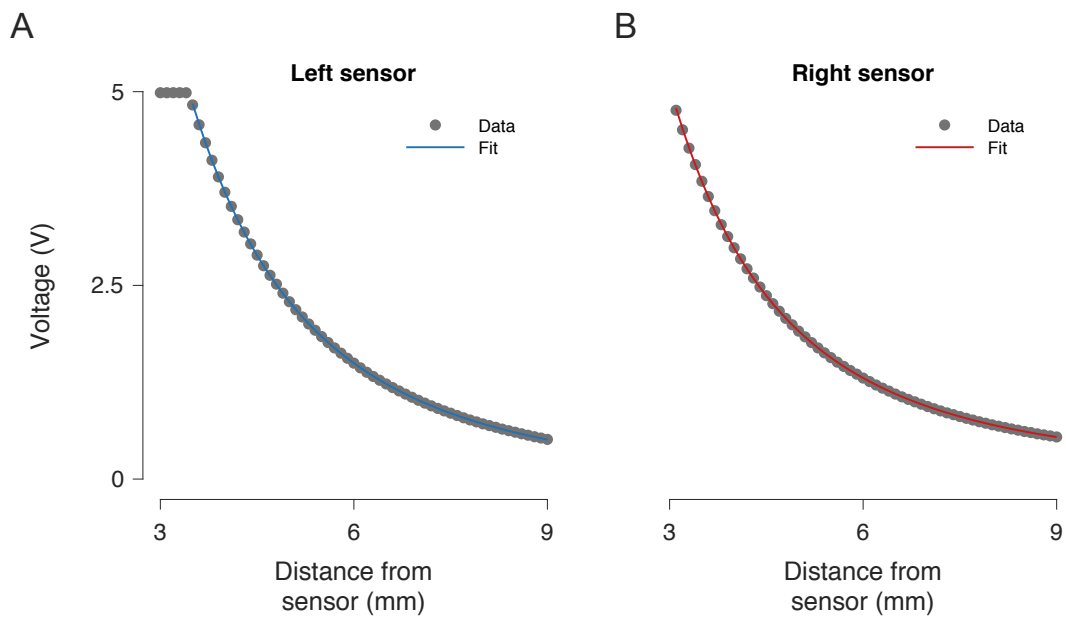 A
B
Left sensor
Right sensor
5
2.5
0
Voltage (V)
Data
Fit
Data
Fit
3
6
9
3
6
9
Distance from
sensor (mm)
Distance from
sensor (mm)